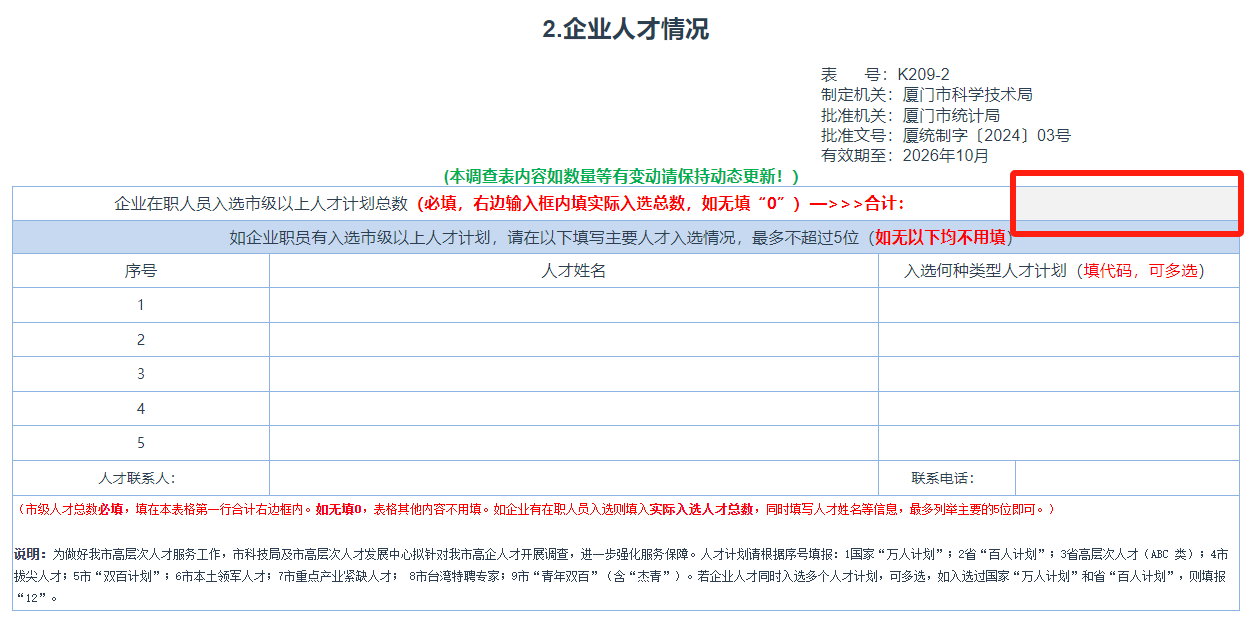 2.企业人才情况
表 号：K209-2
制定机关：厦门市科学技术局
批准机关：厦门市统计局
批准文号：厦统制字〔2024〕03号
有效期至：2026年10月
(本调查表内容如数量等有变动请保持动态更新！)
企业在职人员入选市级以上人才计划总数（必填，右边输入框内填实际入选总数，如无填“0”）—>>>合计：
如企业职员有入选市级以上人才计划，请在以下填写主要人才入选情况，最多不超过5位（如无以下均不用填）
序号 人才姓名 入选何种类型人才计划（填代码，可多选）
1
2
3
4
5
人才联系人： 联系电话：
（市级人才总数必填，填在本表格第一行合计右边框内。如无填0，表格其他内容不用填。如企业有在职人员入选则填入实际入选人才总数，同时填写人才姓名等信息，最多列举主要的5位即可。）
说明：为做好我市高层次人才服务工作，市科技局及市高层次人才发展中心拟针对我市高企人才开展调查，进一步强化服务保障。人才计划请根据序号填报：1国家“万人计划”；2省“百人计划”；3省高层次人才（ABC 类）；4市
拔尖人才；5市“双百计划”；6市本土领军人才；7市重点产业紧缺人才； 8市台湾特聘专家；9市“青年双百”（含“杰青”）。若企业人才同时入选多个人才计划，可多选，如入选过国家“万人计划”和省“百人计划”，则填报
“12”。